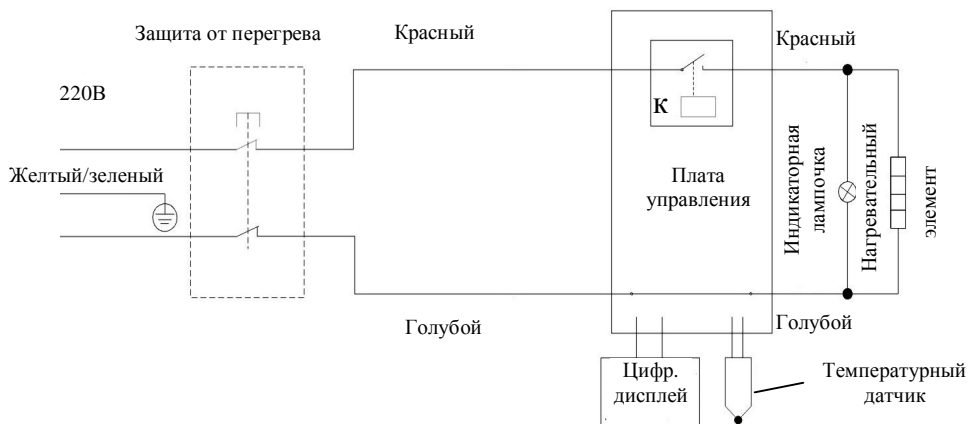 Защита от перегрева
Красный
Красный
220В
К
Желтый/зеленый
Плата
управления
Индикаторная
лампочка
Нагревательный
элемент
Голубой
Голубой
Цифр.
дисплей
Температурный
датчик